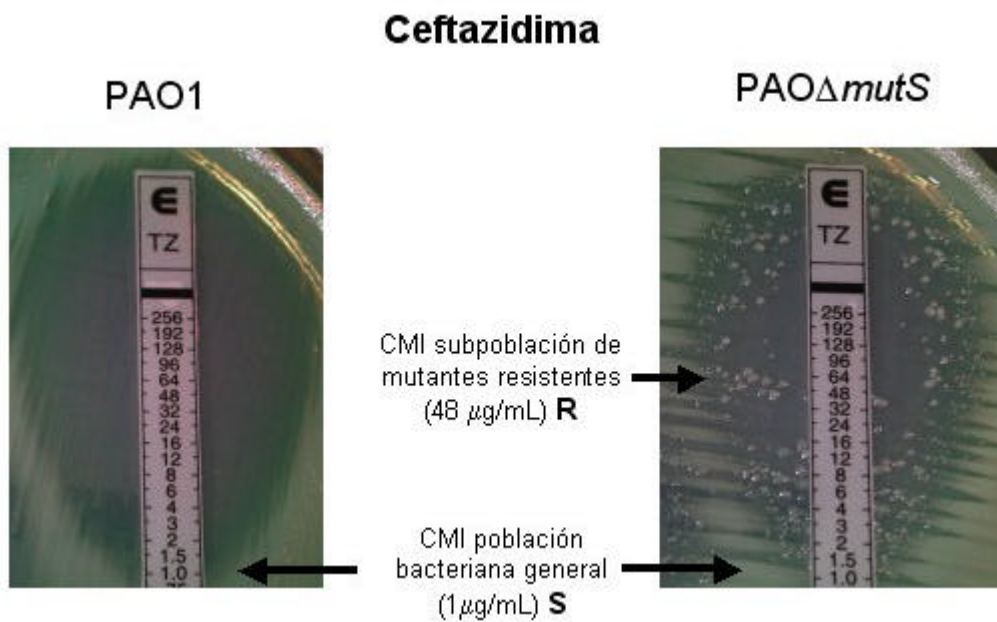 Ceftazidima
PAO1
PAOΔmutS
E
TZ
256
192
128
96
64
48
32
24
16
12
8
6
4
3
2
1.5
1.0
CMI subpoblación de
mutantes resistentes
(48 µg/mL) R
CMI población
bacteriana general
(1µg/mL) S
E
TZ
256
192
128
96
64
48
32
24
16
12
8
6
4
3
2
1.5
1.0